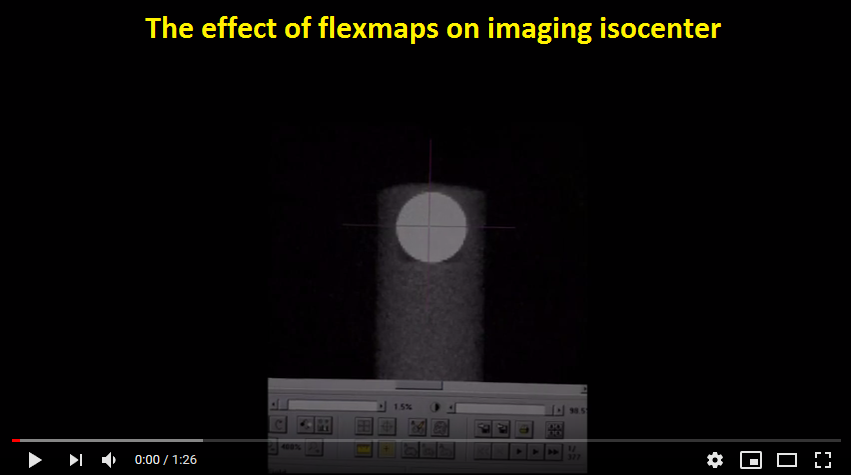 The effect of flexmaps on imaging isocenter
1.5%
0:00 / 1:26